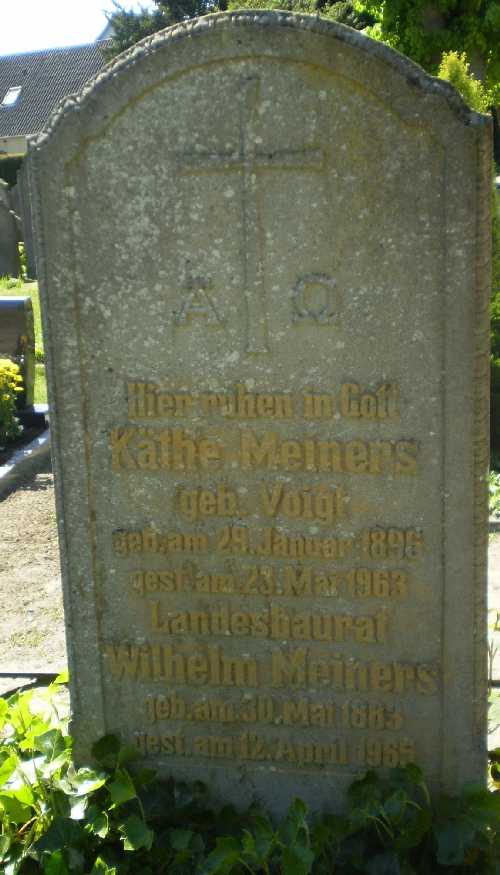 Α Ω
Hier ruhen in Gott
Käthe Meiners
geb. Voigt
geb. am 29. Januar 1896
gest. am 23. Mai 1963
Landesbaurat
Wilhelm Meiners
geb. am 30. Mai 1883
gest. am 12. April